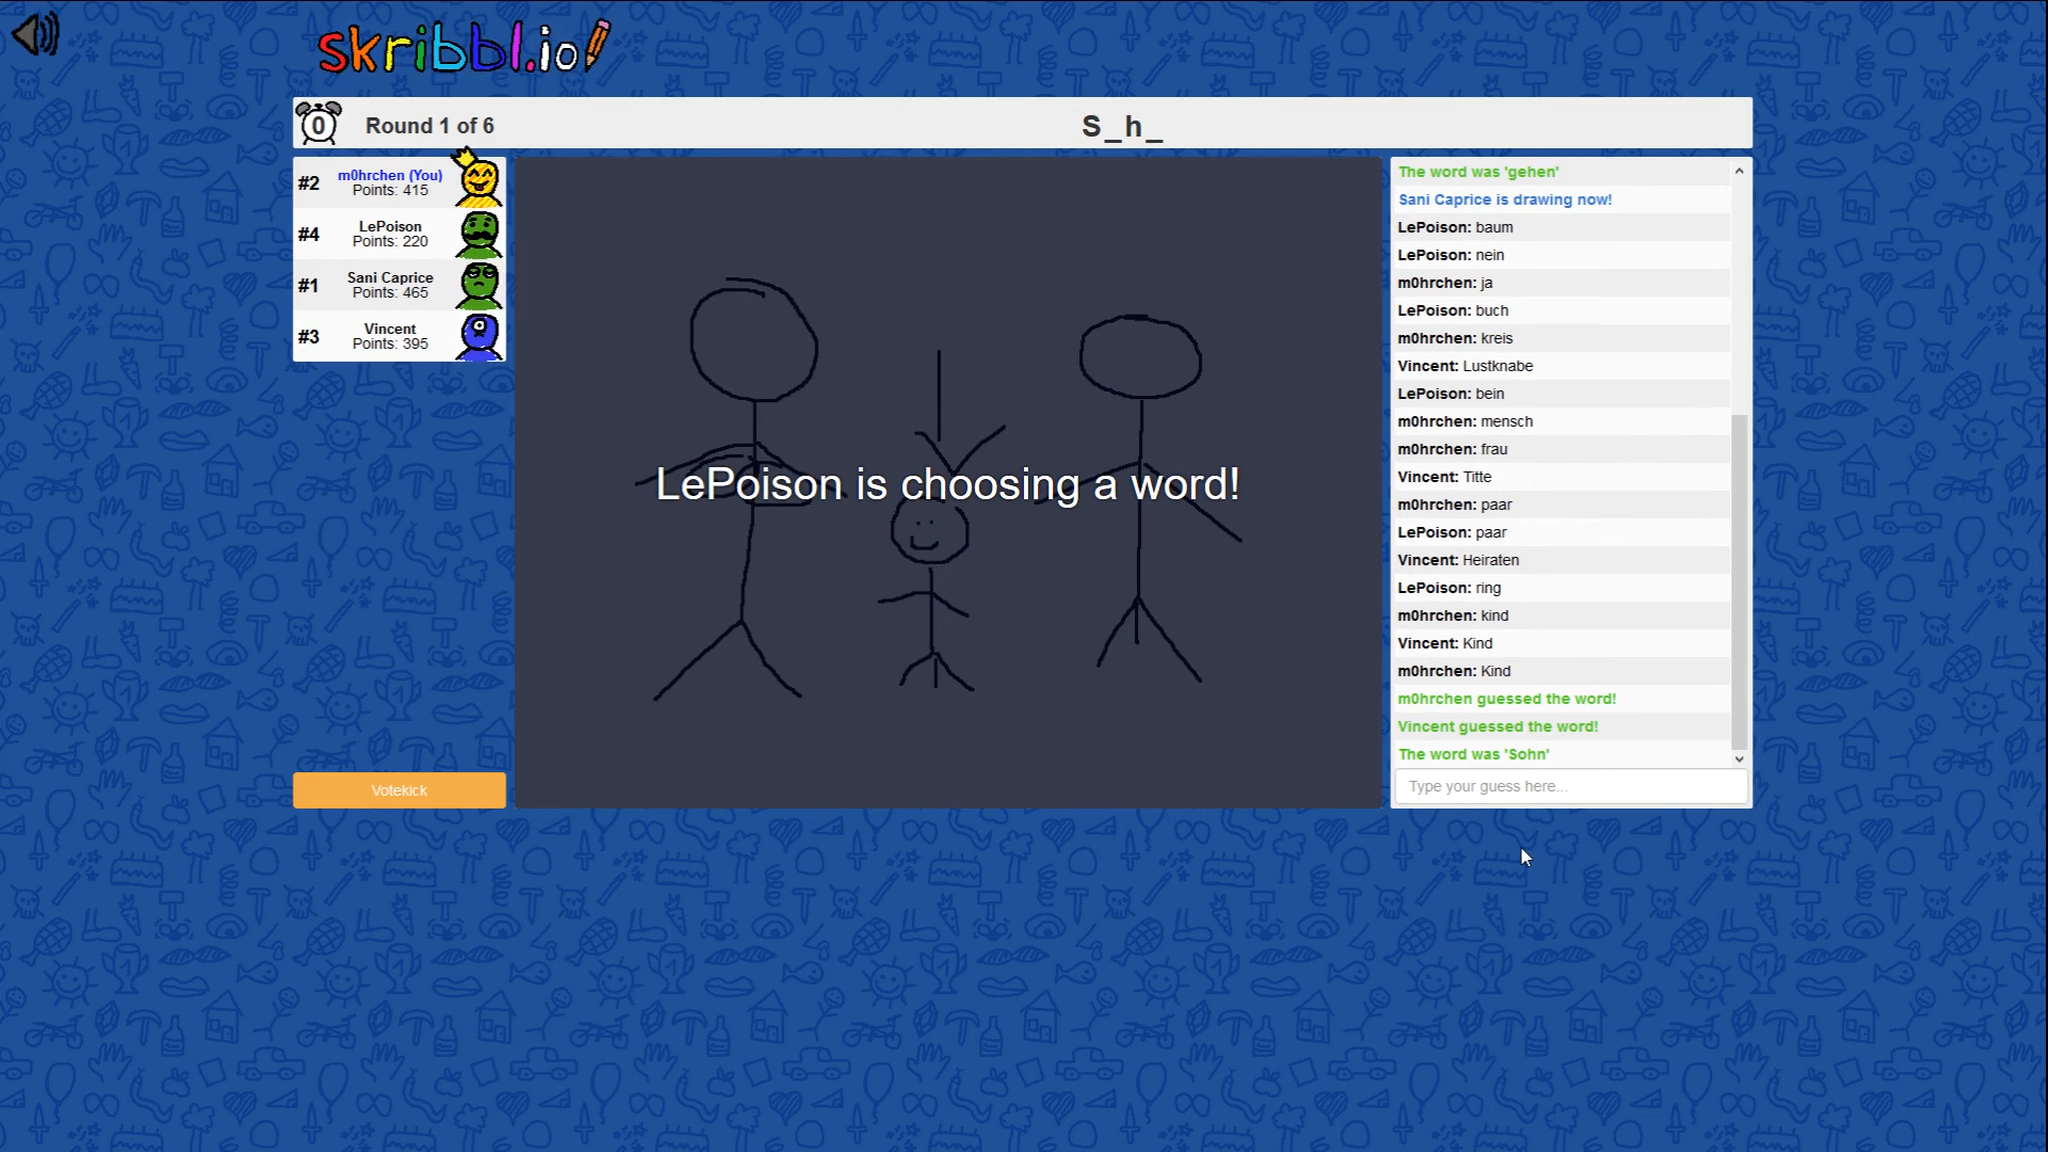 skribbl.io
0
Round 1 of 6
S_h_
#2
m0hrchen (You)
Points: 415
#4
LePoison
Points: 220
#1
Sani Caprice
Points: 465
#3
Vincent
Points: 395
Votekick
LePoison is choosing a word!
The word was 'gehen'
Sani Caprice is drawing now!
LePoison: baum
LePoison: nein
m0hrchen: ja
LePoison: buch
m0hrchen: kreis
Vincent: Lustknabe
LePoison: bein
m0hrchen: mensch
m0hrchen: frau
Vincent: Titte
m0hrchen: paar
LePoison: paar
Vincent: Heiraten
LePoison: ring
m0hrchen: kind
Vincent: Kind
m0hrchen: Kind
m0hrchen guessed the word!
Vincent guessed the word!
The word was 'Sohn'
Type your guess here...